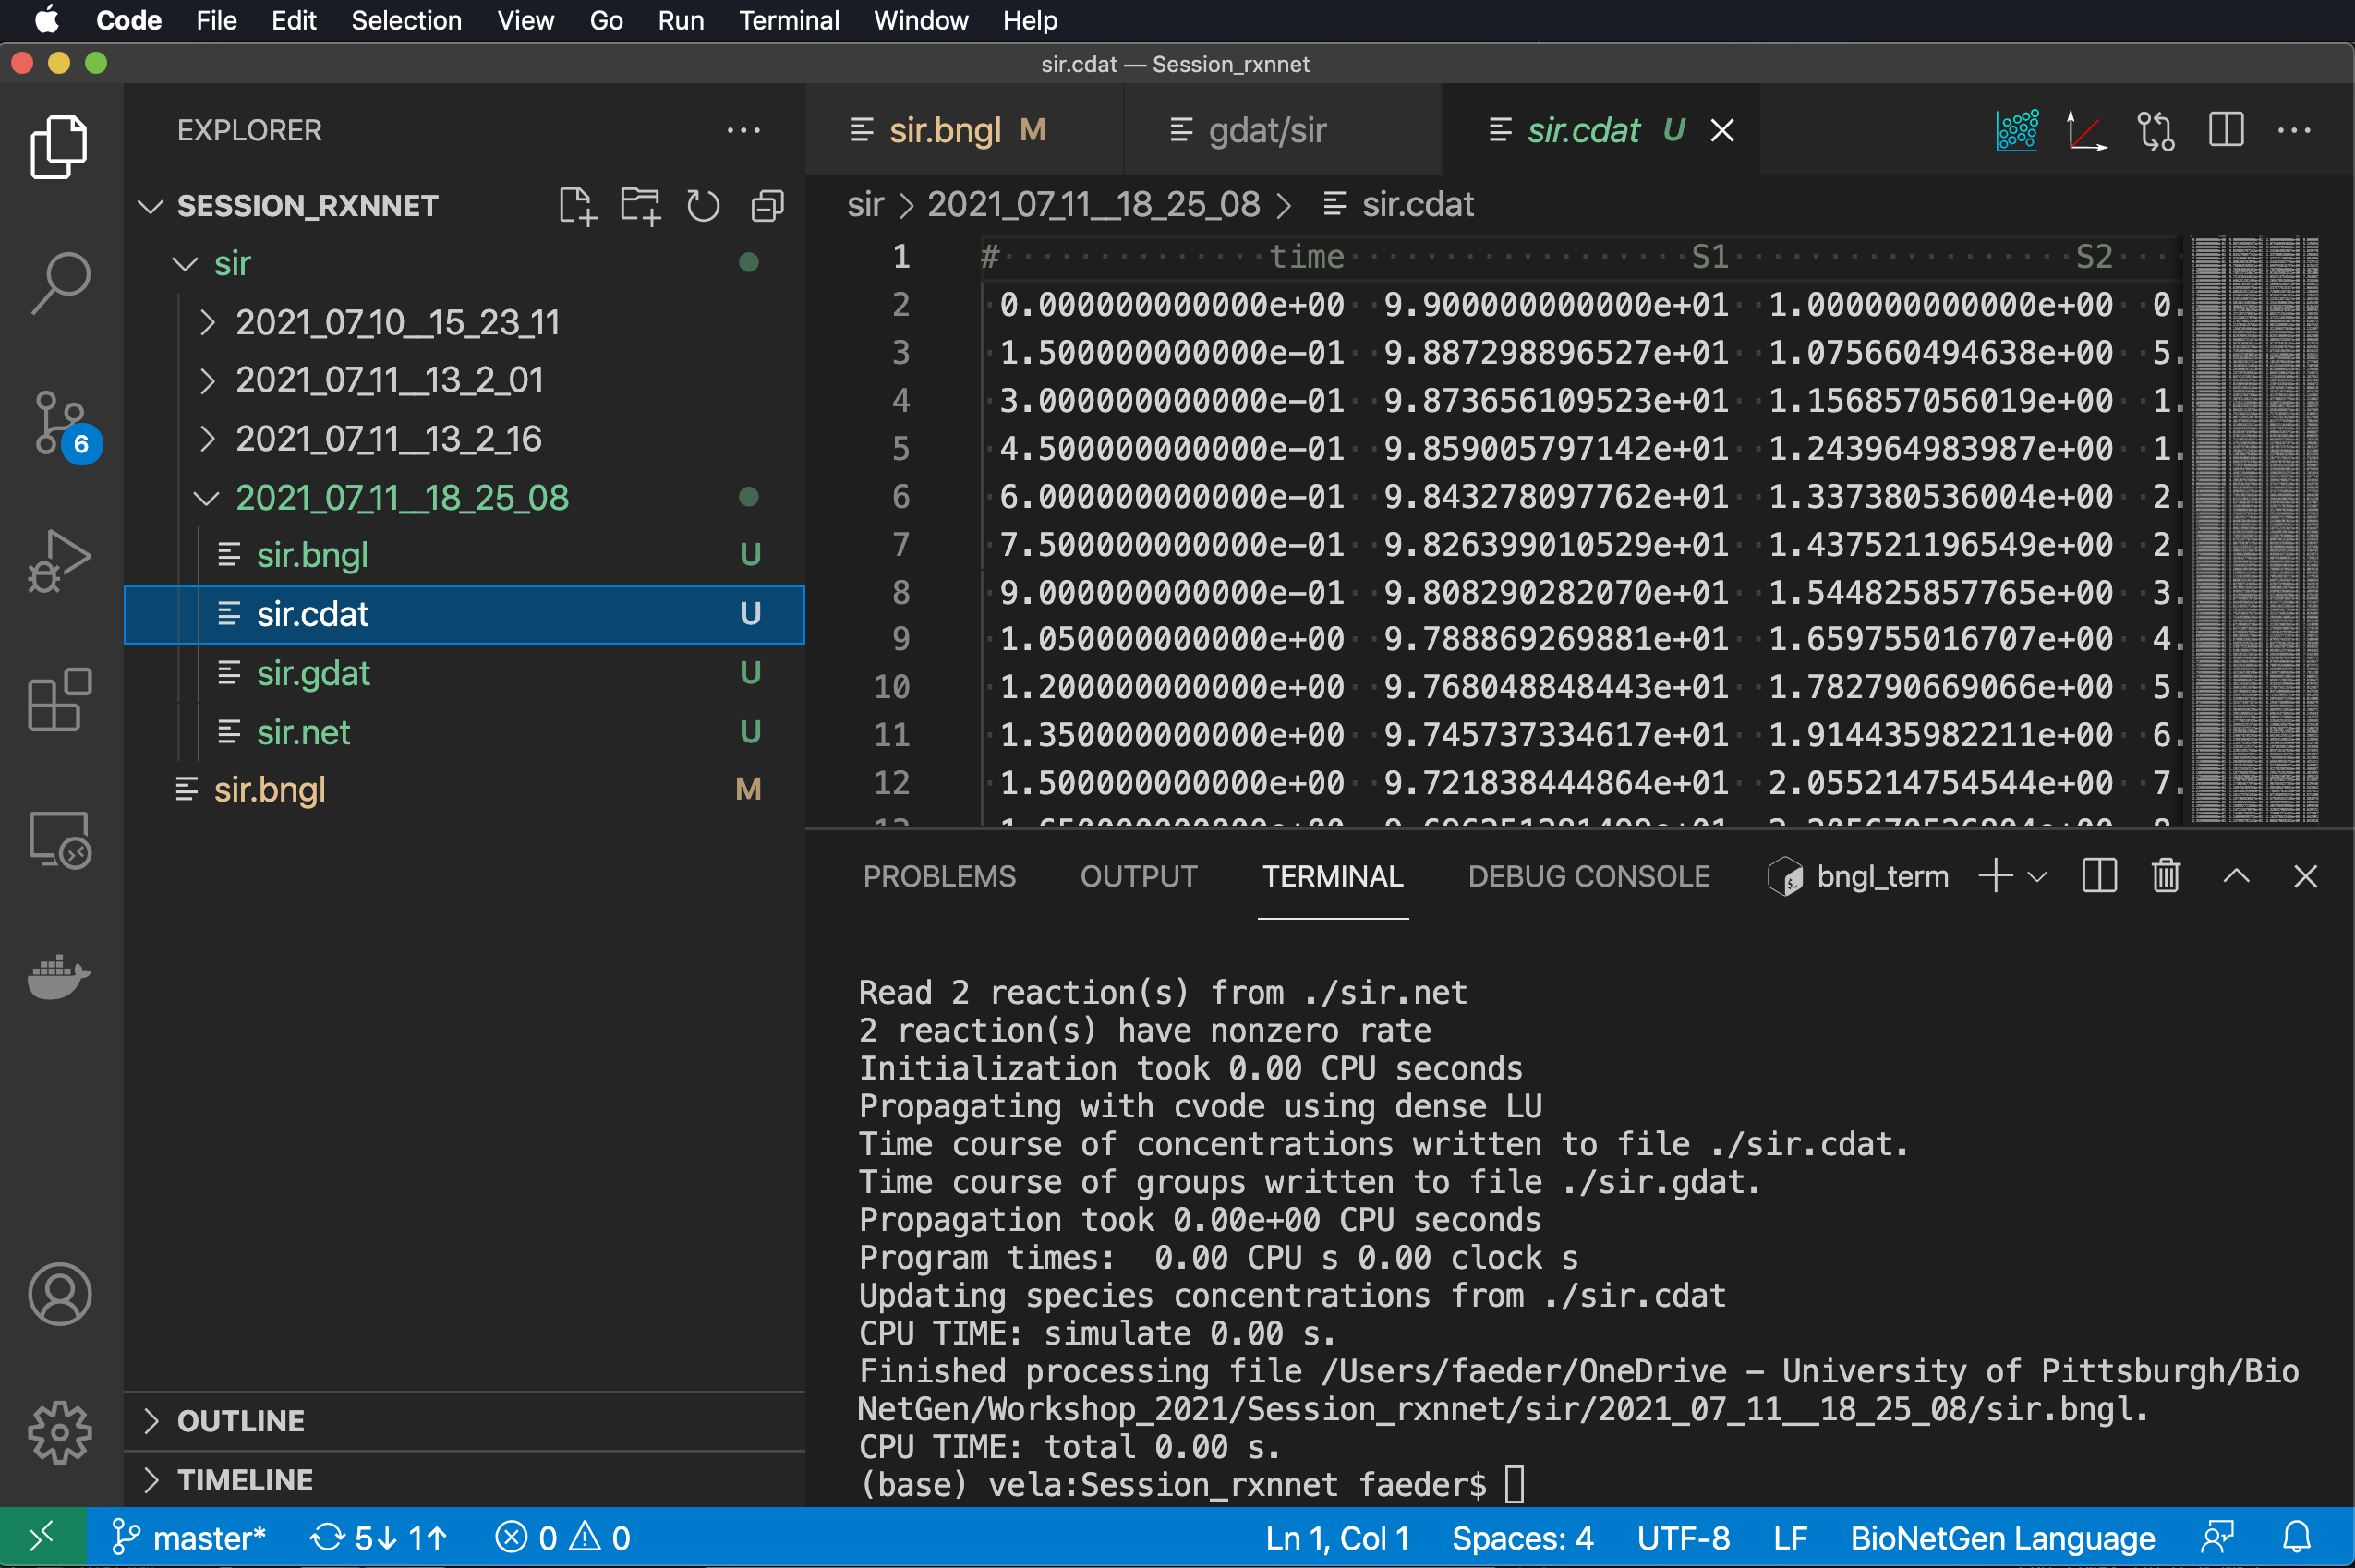 Code File Edit Selection View Go Run Terminal Window Help
sir.cdat — Session_rxnnet
EXPLORER
SESSION_RXNNET
sir
2021_07_10__15_23_11
2021_07_11__13_2_01
2021_07_11__13_2_16
2021_07_11__18_25_08
sir.bngl U
sir.cdat U
sir.gdat U
sir.net U
sir.bngl M
6
OUTLINE
TIMELINE
sir.bngl M gdat/sir sir.cdat U
sir > 2021_07_11__18_25_08 > sir.cdat
1 # time S1 S2
2 0.000000000000e+00 9.900000000000e+01 1.000000000000e+00 0.
3 1.500000000000e-01 9.887298896527e+01 1.075660494638e+00 5.
4 3.000000000000e-01 9.873656109523e+01 1.156857056019e+00 1.
5 4.500000000000e-01 9.859005797142e+01 1.243964983987e+00 1.
6 6.000000000000e-01 9.843278097762e+01 1.337380536004e+00 2.
7 7.500000000000e-01 9.826399010529e+01 1.437521196549e+00 2.
8 9.000000000000e-01 9.808290282070e+01 1.544825857765e+00 3.
9 1.050000000000e+00 9.788869269881e+01 1.659755016707e+00 4.
10 1.200000000000e+00 9.768048848443e+01 1.782790669066e+00 5.
11 1.350000000000e+00 9.745737334617e+01 1.914435982211e+00 6.
12 1.500000000000e+00 9.721838444864e+01 2.055214754544e+00 7.
PROBLEMS OUTPUT TERMINAL DEBUG CONSOLE bngl_term
Read 2 reaction(s) from ./sir.net
2 reaction(s) have nonzero rate
Initialization took 0.00 CPU seconds
Propagating with cvode using dense LU
Time course of concentrations written to file ./sir.cdat.
Time course of groups written to file ./sir.gdat.
Propagation took 0.00e+00 CPU seconds
Program times: 0.00 CPU s 0.00 clock s
Updating species concentrations from ./sir.cdat
CPU TIME: simulate 0.00 s.
Finished processing file /Users/faeder/OneDrive - University of Pittsburgh/Bio
NetGen/Workshop_2021/Session_rxnnet/sir/2021_07_11__18_25_08/sir.bngl.
CPU TIME: total 0.00 s.
(base) vela:Session_rxnnet faeder$
master* 5↓ 1↑ 0 0 Ln 1, Col 1 Spaces: 4 UTF-8 LF BioNetGen Language